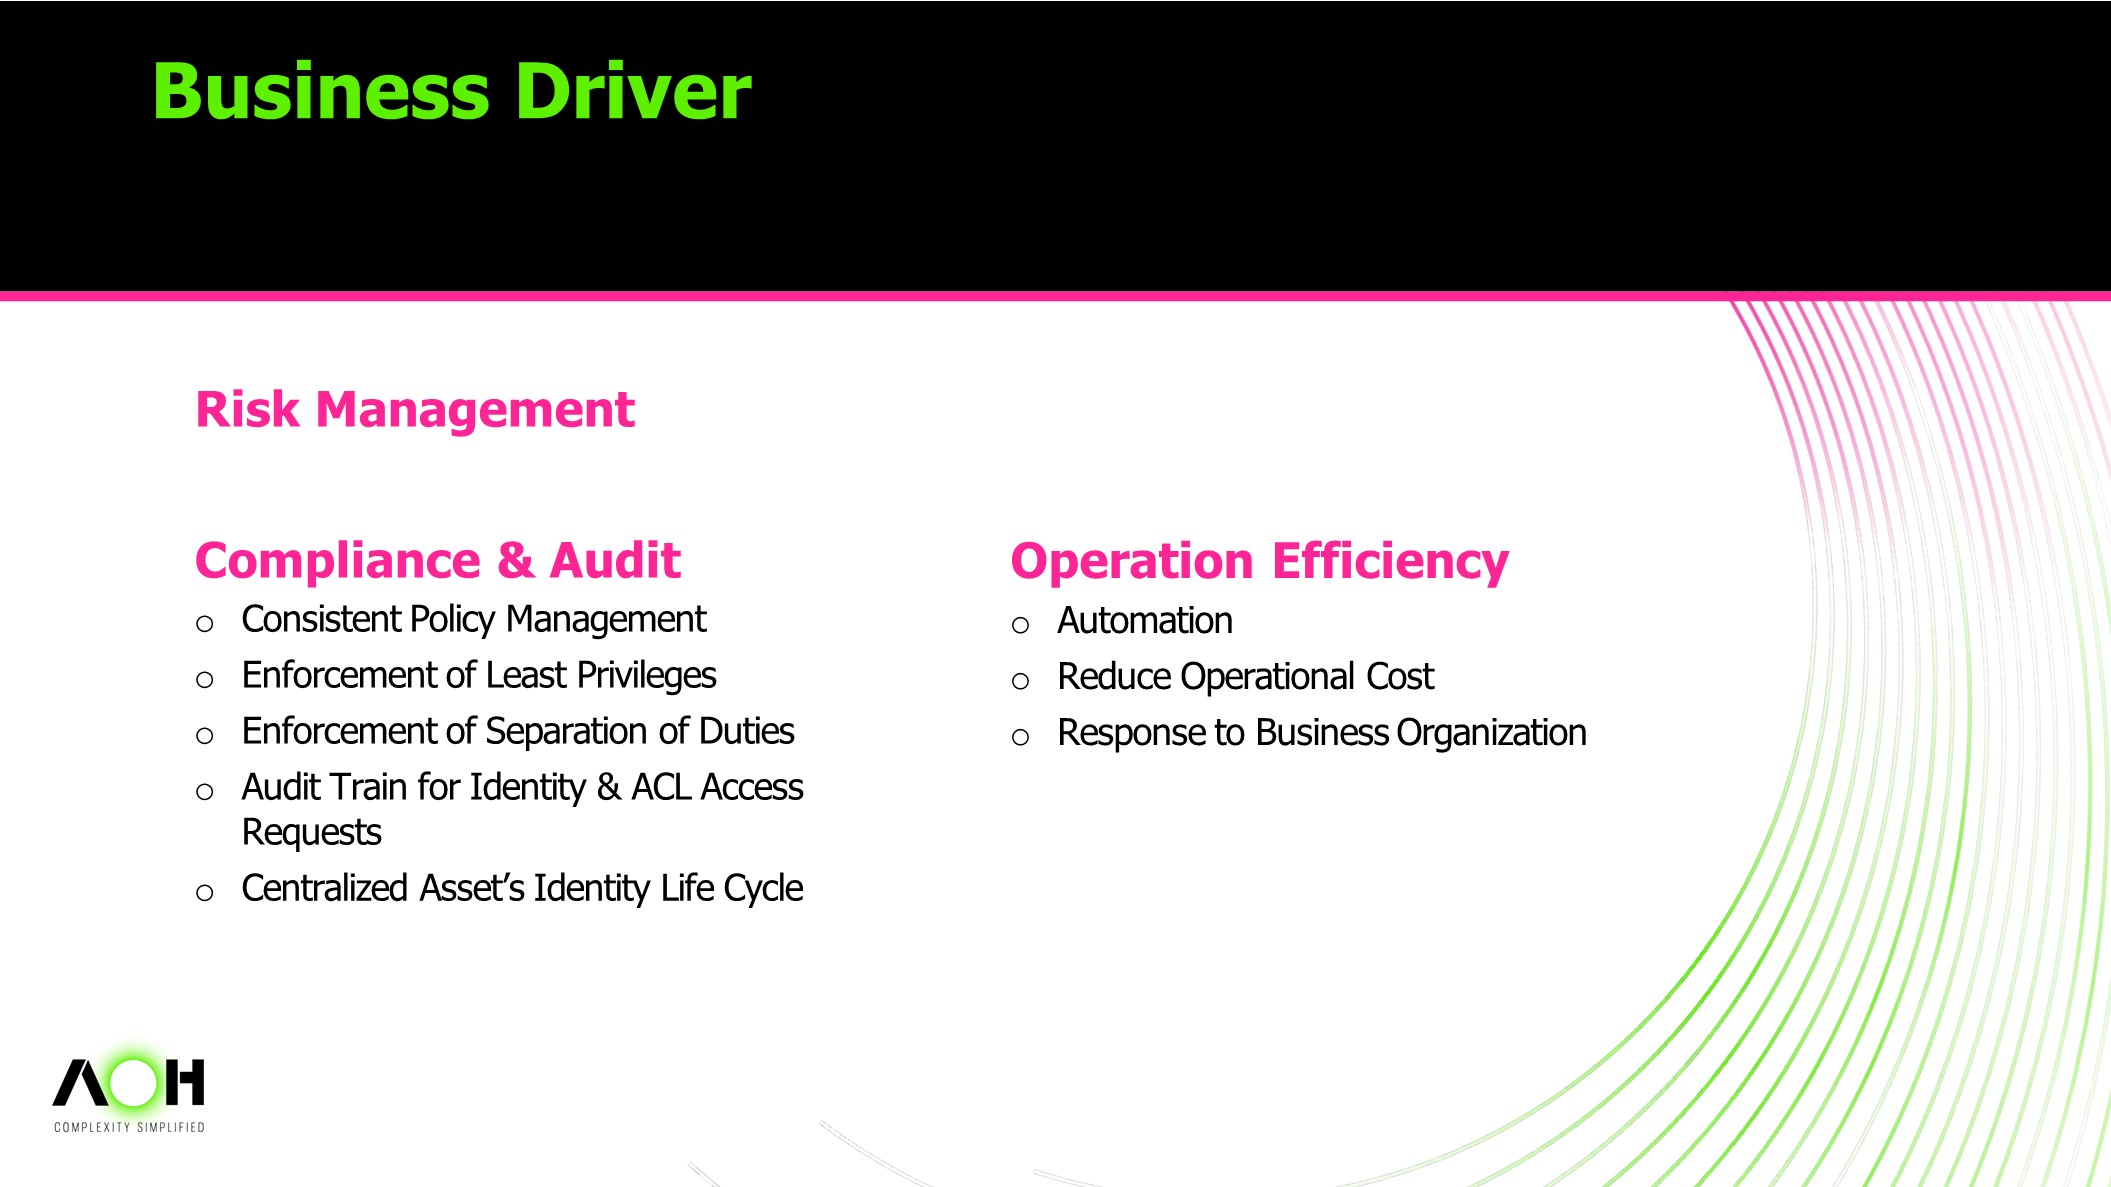 Business Driver
Risk Management
Compliance & Audit
o Consistent Policy Management
o Enforcement of Least Privileges
o Enforcement of Separation of Duties
o Audit Train for Identity & ACL Access
Requests
o Centralized Asset’s Identity Life Cycle
Operation Efficiency
o Automation
o Reduce Operational Cost
o Response to Business Organization
AOH
COMPLEXITY SIMPLIFIED